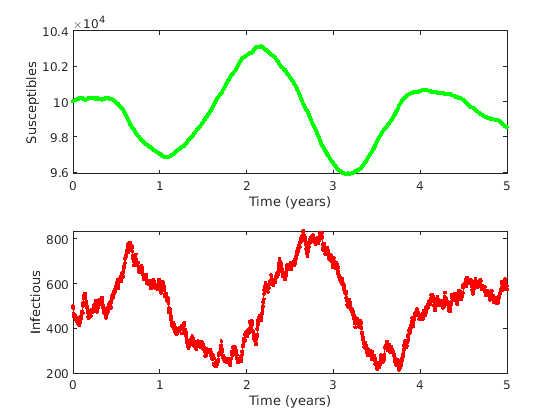 ×10⁴
10.4
10.2
10
9.8
9.6
Susceptibles
0 1 2 3 4 5
Time (years)
800
600
400
200
Infectious
0 1 2 3 4 5
Time (years)